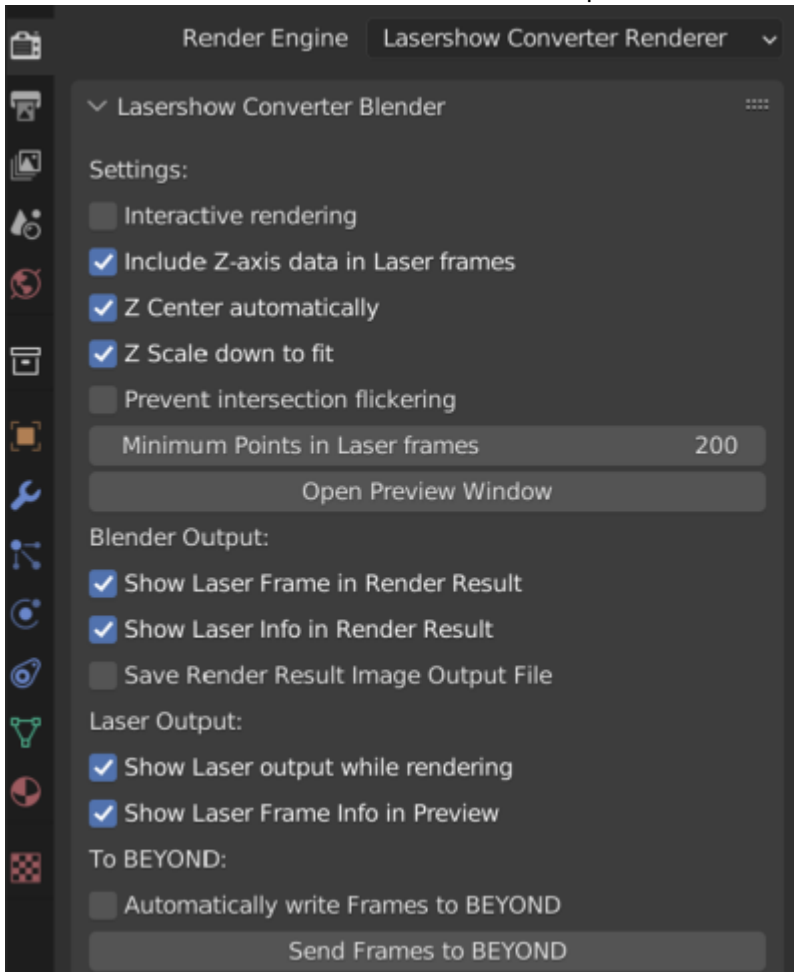 Render Engine Lasershow Converter Renderer
Lasershow Converter Blender
Settings:
Interactive rendering
Include Z-axis data in Laser frames
Z Center automatically
Z Scale down to fit
Prevent intersection flickering
Minimum Points in Laser frames 200
Open Preview Window
Blender Output:
Show Laser Frame in Render Result
Show Laser Info in Render Result
Save Render Result Image Output File
Laser Output:
Show Laser output while rendering
Show Laser Frame Info in Preview
To BEYOND:
Automatically write Frames to BEYOND
Send Frames to BEYOND